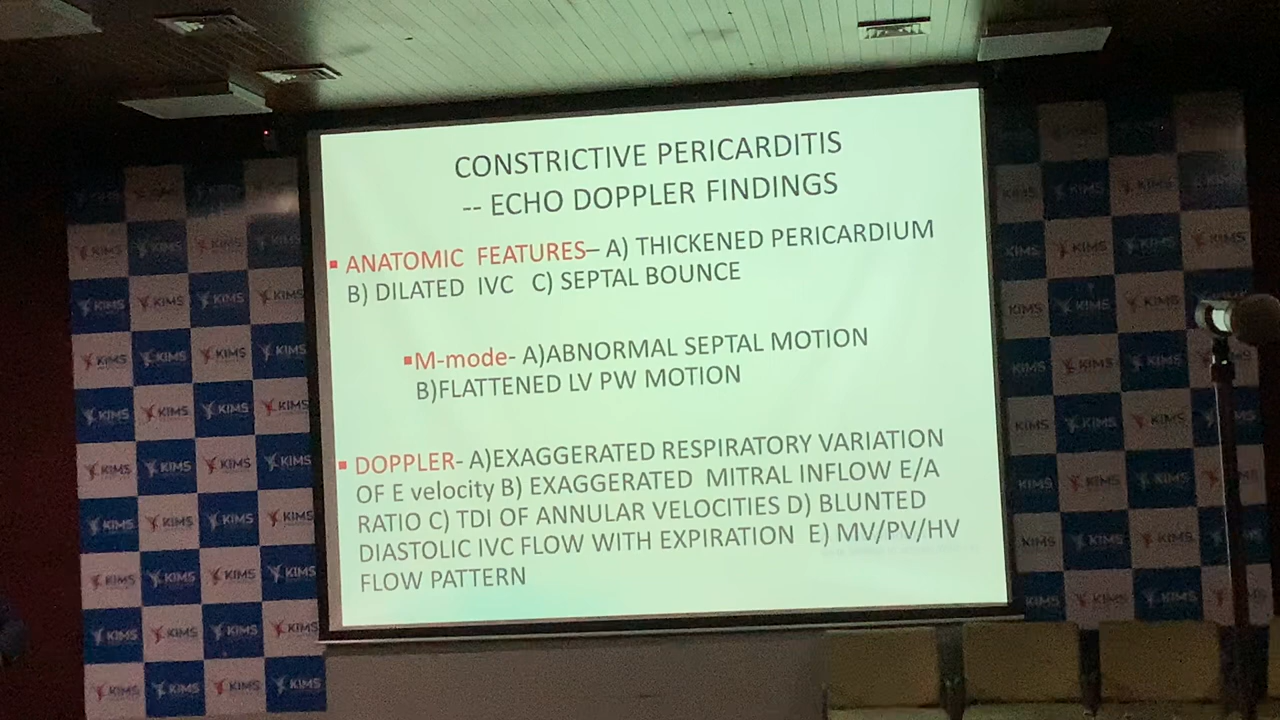 CONSTRICTIVE PERICARDITIS
-- ECHO DOPPLER FINDINGS
▪ ANATOMIC FEATURES– A) THICKENED PERICARDIUM
B) DILATED IVC C) SEPTAL BOUNCE
▪M-mode- A)ABNORMAL SEPTAL MOTION
B)FLATTENED LV PW MOTION
▪ DOPPLER- A)EXAGGERATED RESPIRATORY VARIATION
OF E velocity B) EXAGGERATED MITRAL INFLOW E/A
RATIO C) TDI OF ANNULAR VELOCITIES D) BLUNTED
DIASTOLIC IVC FLOW WITH EXPIRATION E) MV/PV/HV
FLOW PATTERN
KIMS